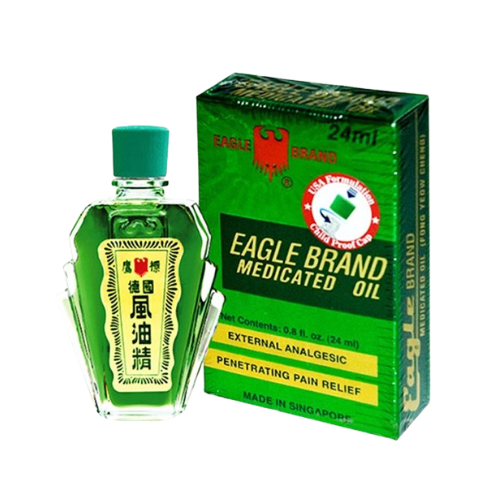 鷹 標
德國
風油精
24ml
EAGLE BRAND
®
USA Formulation
Child Proof Cap
EAGLE BRAND
MEDICATED OIL
Net Contents: 0.8 fl. oz. (24 ml)
EXTERNAL ANALGESIC
PENETRATING PAIN RELIEF
MADE IN SINGAPORE
Eagle BRAND
MEDICATED OIL (FONG YEOW CHENG)